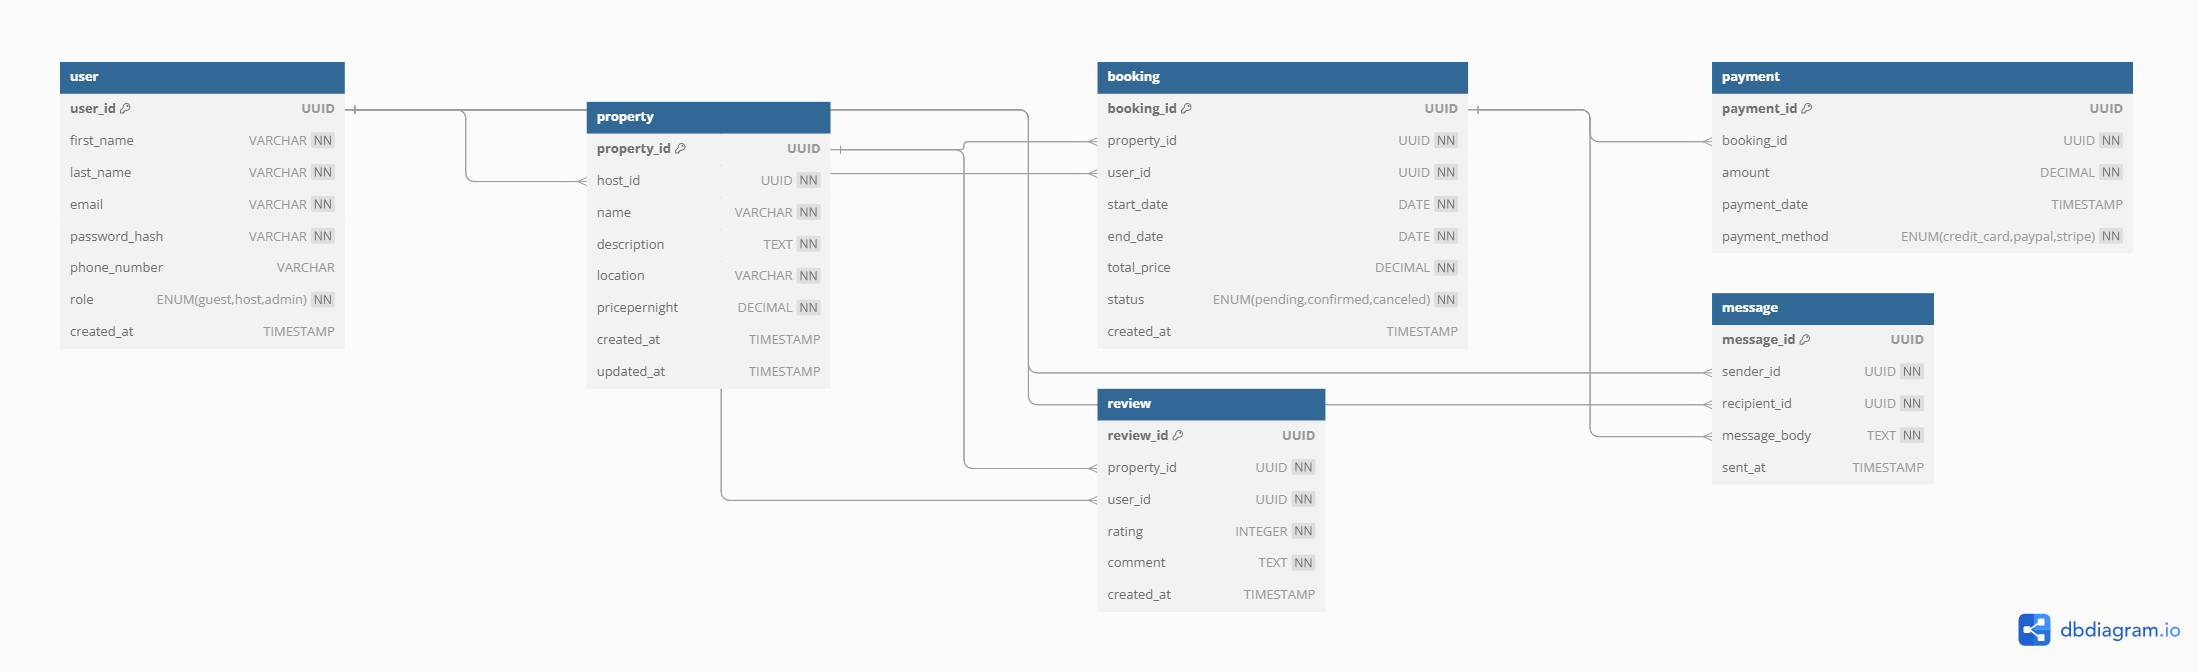 user
user_id UUID
first_name VARCHAR NN
last_name VARCHAR NN
email VARCHAR NN
password_hash VARCHAR NN
phone_number VARCHAR
role ENUM(guest,host,admin) NN
created_at TIMESTAMP
property
property_id UUID
host_id UUID NN
name VARCHAR NN
description TEXT NN
location VARCHAR NN
pricepernight DECIMAL NN
created_at TIMESTAMP
updated_at TIMESTAMP
booking
booking_id UUID
property_id UUID NN
user_id UUID NN
start_date DATE NN
end_date DATE NN
total_price DECIMAL NN
status ENUM(pending,confirmed,canceled) NN
created_at TIMESTAMP
review
review_id UUID
property_id UUID NN
user_id UUID NN
rating INTEGER NN
comment TEXT NN
created_at TIMESTAMP
payment
payment_id UUID
booking_id UUID NN
amount DECIMAL NN
payment_date TIMESTAMP
payment_method ENUM(credit_card,paypal,stripe) NN
message
message_id UUID
sender_id UUID NN
recipient_id UUID NN
message_body TEXT NN
sent_at TIMESTAMP
dbdiagram.io